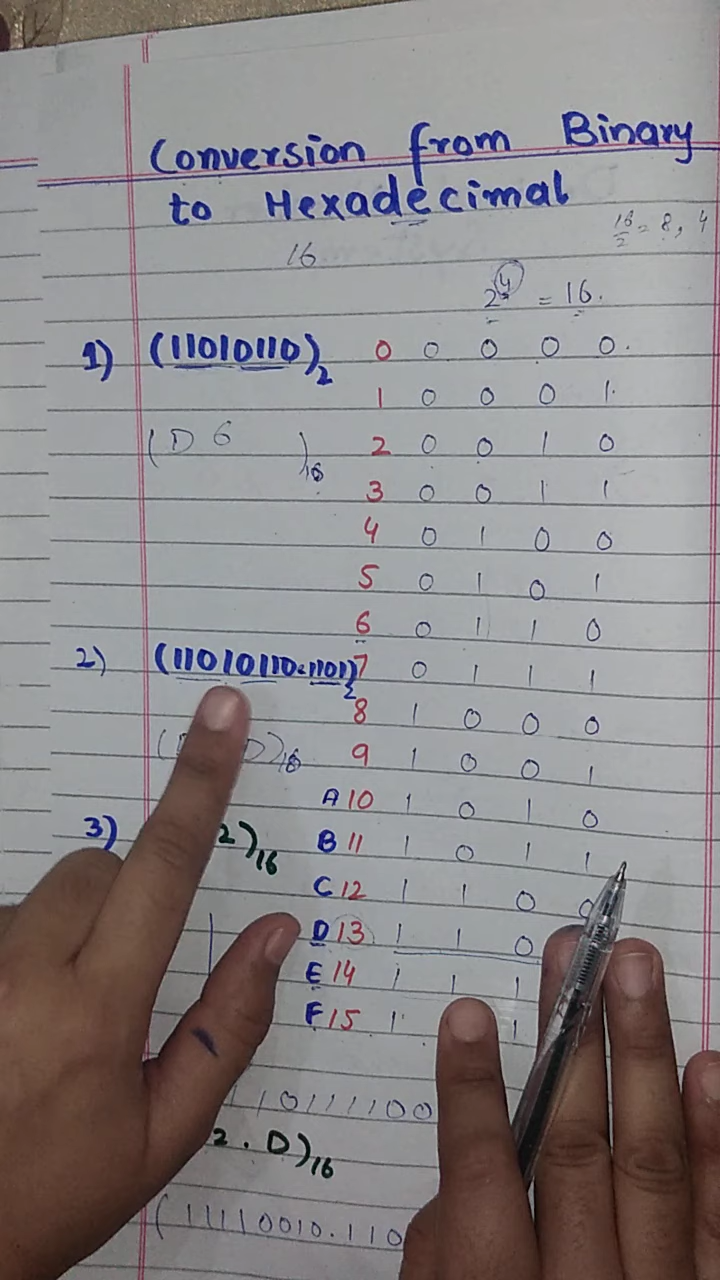 Conversion from Binary
to Hexadecimal
16/2 = 8, 4
16
2^4 = 16.
1) (11010110)2 0 0 0 0 0.
1 0 0 0 1.
(D 6 )16 2 0 0 1 0
3 0 0 1 1
4 0 1 0 0
5 0 1 0 1
6 0 1 1 0
2) (11010110.1101)2 7 0 1 1 1
8 1 0 0 0
D)16 9 1 0 0 1
A 10 1 0 1 0
3) 2)16 B 11 1 0 1 1
C 12 1 1 0 0
D 13 1 1 0
E 14 1 1 1
F 15 1 1
10111100
2.D)16
(11110010.110